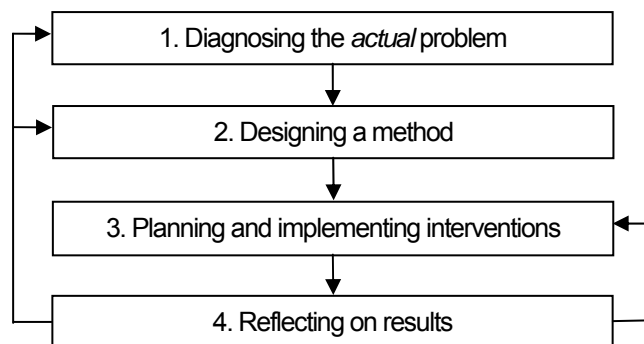 1. Diagnosing the actual problem
2. Designing a method
3. Planning and implementing interventions
4. Reflecting on results